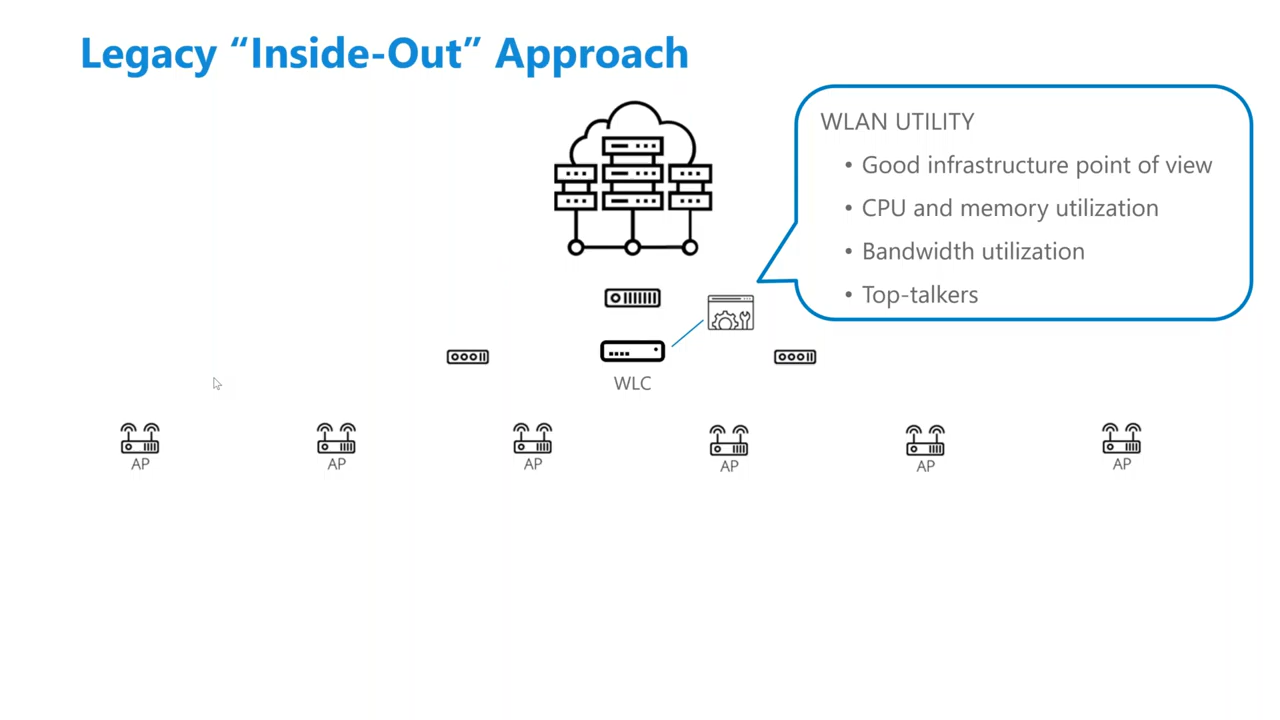 Legacy “Inside-Out” Approach
WLAN UTILITY
• Good infrastructure point of view
• CPU and memory utilization
• Bandwidth utilization
• Top-talkers
WLC
AP
AP
AP
AP
AP
AP